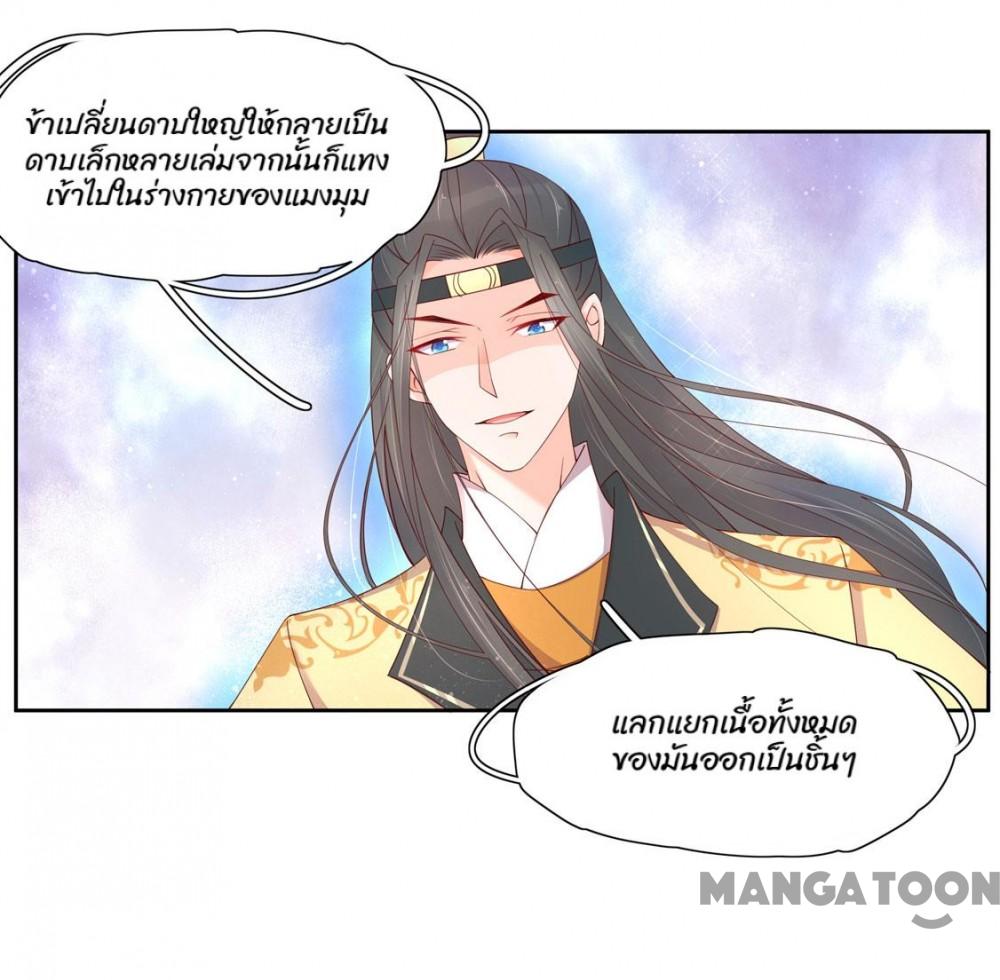 ข้าเปลี่ยนดาบใหญ่ให้กลายเป็น
ดาบเล็กหลายเล่มจากนั้นก็แทง
เข้าไปในร่างกายของแมงมุม
แลกแยกเนื้อทั้งหมด
ของมันออกเป็นชิ้นๆ
MANGATOON